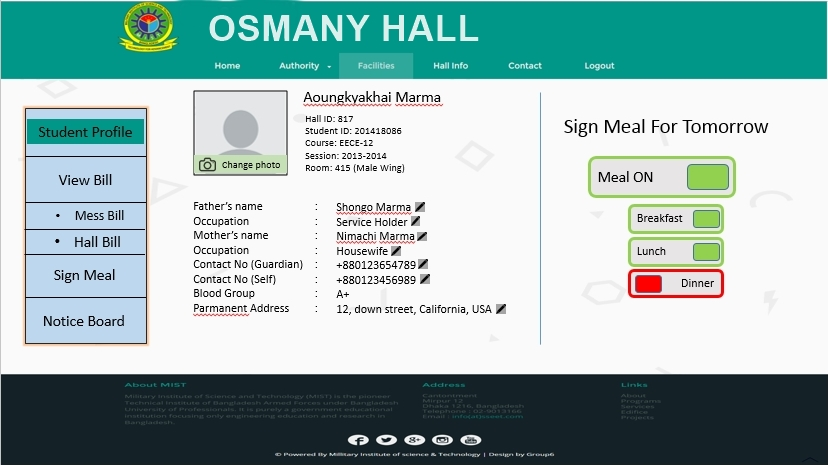 OSMANY HALL
Home Authority Facilities Hall Info Contact Logout
Student Profile
View Bill
• Mess Bill
• Hall Bill
Sign Meal
Notice Board
Change photo
Aoungkyakhai Marma
Hall ID: 817
Student ID: 201418086
Course: EECE-12
Session: 2013-2014
Room: 415 (Male Wing)
Father's name : Shongo Marma
Occupation : Service Holder
Mother's name : Nimachi Marma
Occupation : Housewife
Contact No (Guardian) : +880123654789
Contact No (Self) : +880123456989
Blood Group : A+
Parmanent Address : 12, down street, California, USA
Sign Meal For Tomorrow
Meal ON
Breakfast
Lunch
Dinner
About MIST
Military Institute of Science and Technology (MIST) is the pioneer
Technical Institute of Bangladesh Armed Forces under Bangladesh
University of Professionals. It is purely a government educational
institution focusing only engineering education and research in
Bangladesh.
Address
Cantonment
Mirpur 12
Dhaka 1216, Bangladesh
Telephone :
Email :
Links
About
Programs
Services
Edifice
Projects
© Powered By Military Institute of science & Technology | Design by Group6